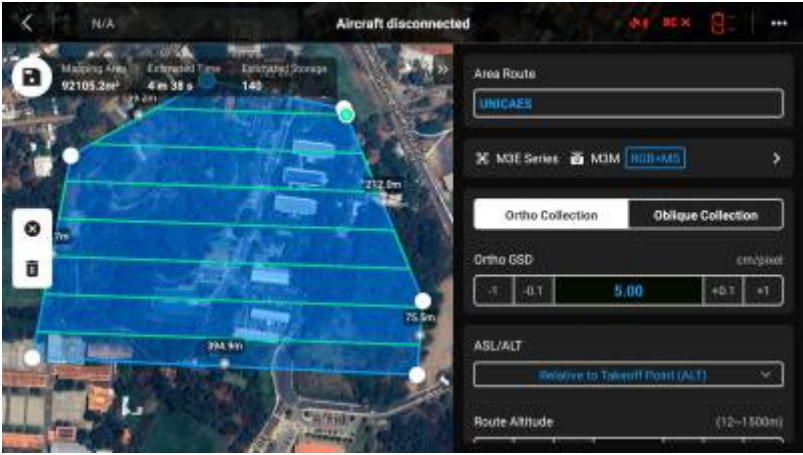 N/A
Aircraft disconnected
RC
Mapping Area
Estimated Time
Estimated Storage
92105.2m²
4 m 38 s
140
212.0m
75.5m
394.9m
Area Route
UNICAES
M3E Series
M3M
RGB+MS
Ortho Collection
Oblique Collection
Ortho GSD
cm/pixel
-1
-0.1
5.00
+0.1
+1
ASL/ALT
Relative to Takeoff Point (ALT)
Route Altitude
(12~1500m)